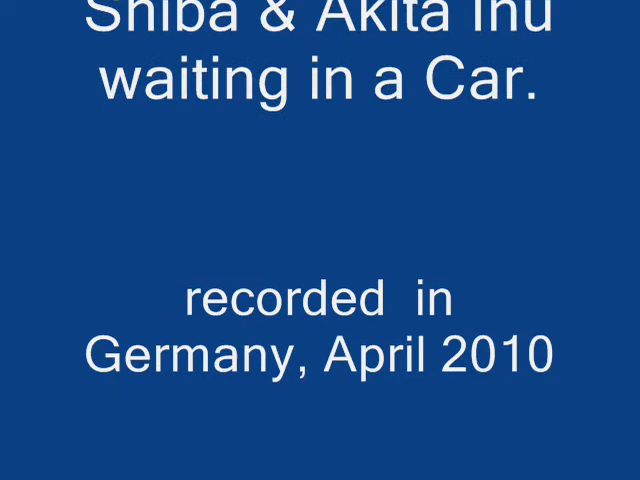 Shiba & Akita Inu
waiting in a Car.
recorded in
Germany, April 2010